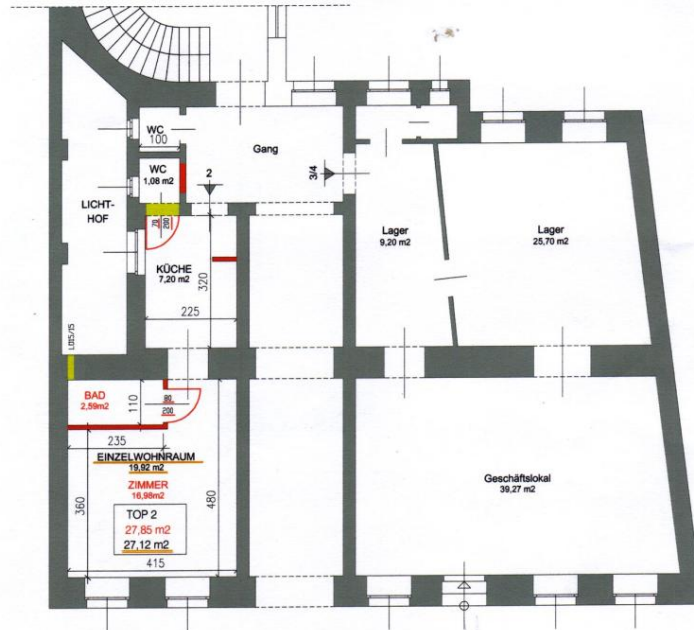 WC
100
Gang
WC
1,08 m2
2
3/4
LICHT-
HOF
70
200
Lager
9,20 m2
Lager
25,70 m2
KÜCHE
7,20 m2
320
225
L015/15
BAD
2,59m2
110
80
200
235
EINZELWOHNRAUM
19,92 m2
ZIMMER
16,98m2
360
480
TOP 2
27,85 m2
27,12 m2
415
Geschäftslokal
39,27 m2